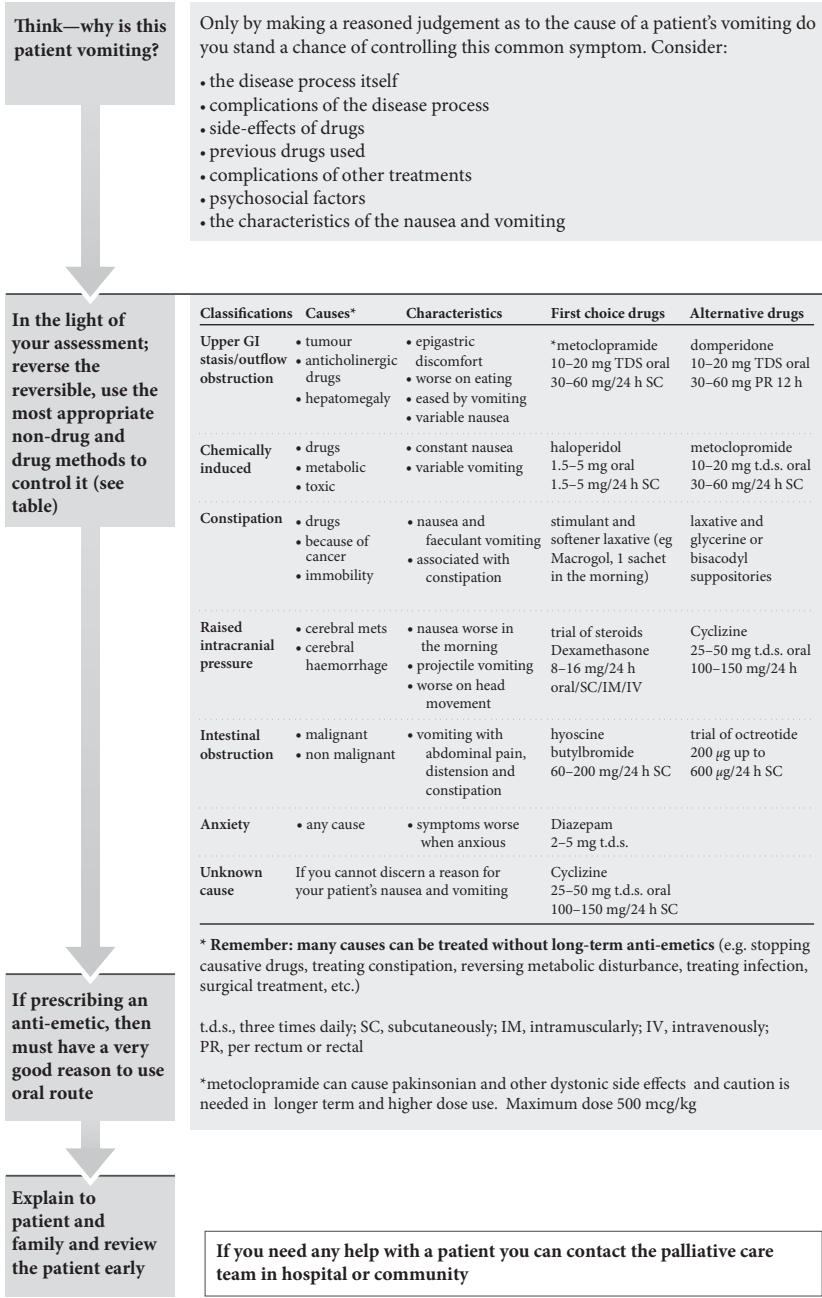 Think—why is this
patient vomiting?
Only by making a reasoned judgement as to the cause of a patient's vomiting do
you stand a chance of controlling this common symptom. Consider:
• the disease process itself
• complications of the disease process
• side-effects of drugs
• previous drugs used
• complications of other treatments
• psychosocial factors
• the characteristics of the nausea and vomiting
In the light of
your assessment;
reverse the
reversible, use the
most appropriate
non-drug and
drug methods to
control it (see
table)
Classifications Causes* Characteristics First choice drugs Alternative drugs
Upper GI
stasis/outflow
obstruction
• tumour
• anticholinergic
drugs
• hepatomegaly
• epigastric
discomfort
• worse on eating
• eased by vomiting
• variable nausea
*metoclopramide
10–20 mg TDS oral
30–60 mg/24 h SC
domperidone
10–20 mg TDS oral
30–60 mg PR 12 h
Chemically
induced
• drugs
• metabolic
• toxic
• constant nausea
• variable vomiting
haloperidol
1.5–5 mg oral
1.5–5 mg/24 h SC
metoclopromide
10–20 mg t.d.s. oral
30–60 mg/24 h SC
Constipation
• drugs
• because of
cancer
• immobility
• nausea and
faeculant vomiting
• associated with
constipation
stimulant and
softener laxative (eg
Macrogol, 1 sachet
in the morning)
laxative and
glycerine or
bisacodyl
suppositories
Raised
intracranial
pressure
• cerebral mets
• cerebral
haemorrhage
• nausea worse in
the morning
• projectile vomiting
• worse on head
movement
trial of steroids
Dexamethasone
8–16 mg/24 h
oral/SC/IM/IV
Cyclizine
25–50 mg t.d.s. oral
100–150 mg/24 h
Intestinal
obstruction
• malignant
• non malignant
• vomiting with
abdominal pain,
distension and
constipation
hyoscine
butylbromide
60–200 mg/24 h SC
trial of octreotide
200 µg up to
600 µg/24 h SC
Anxiety
• any cause
• symptoms worse
when anxious
Diazepam
2–5 mg t.d.s.
Unknown
cause
If you cannot discern a reason for
your patient's nausea and vomiting
Cyclizine
25–50 mg t.d.s. oral
100–150 mg/24 h SC
* Remember: many causes can be treated without long-term anti-emetics (e.g. stopping
causative drugs, treating constipation, reversing metabolic disturbance, treating infection,
surgical treatment, etc.)
t.d.s., three times daily; SC, subcutaneously; IM, intramuscularly; IV, intravenously;
PR, per rectum or rectal
*metoclopramide can cause pakinsonian and other dystonic side effects and caution is
needed in longer term and higher dose use. Maximum dose 500 mcg/kg
If prescribing an
anti-emetic, then
must have a very
good reason to use
oral route
Explain to
patient and
family and review
the patient early
If you need any help with a patient you can contact the palliative care
team in hospital or community